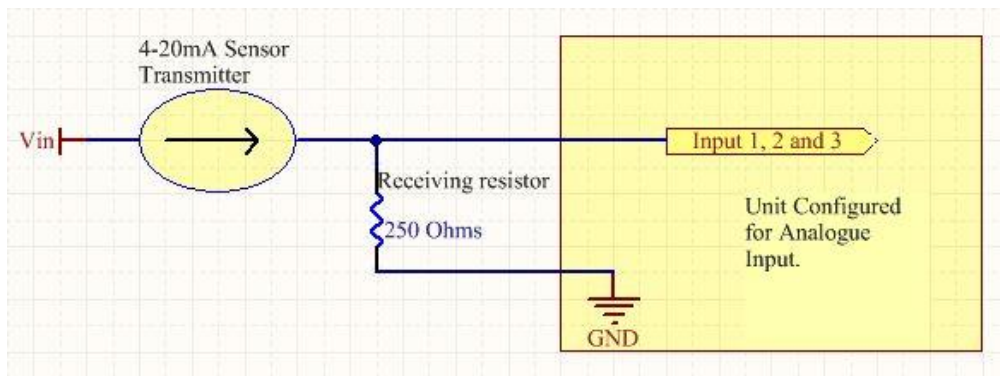 4-20mA Sensor
Transmitter
Vin
Input 1, 2 and 3
Receiving resistor
250 Ohms
Unit Configured
for Analogue
Input.
GND